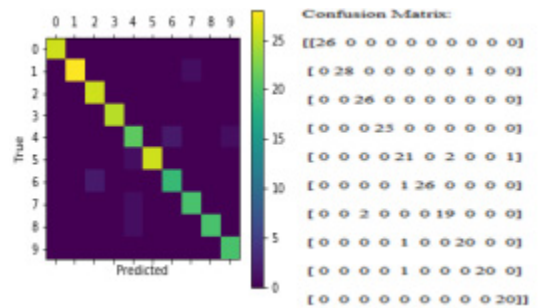 0 1 2 3 4 5 6 7 8 9
0
1
2
3
4
5
6
7
8
9
True
Predicted
25
20
15
10
5
0
Confusion Matrix:
[[26 0 0 0 0 0 0 0 0 0]
[ 0 28 0 0 0 0 0 1 0 0]
[ 0 0 26 0 0 0 0 0 0 0]
[ 0 0 0 25 0 0 0 0 0 0]
[ 0 0 0 0 21 0 2 0 0 1]
[ 0 0 0 0 1 26 0 0 0 0]
[ 0 0 2 0 0 0 19 0 0 0]
[ 0 0 0 0 1 0 0 20 0 0]
[ 0 0 0 0 1 0 0 0 20 0]
[ 0 0 0 0 0 0 0 0 0 20]]